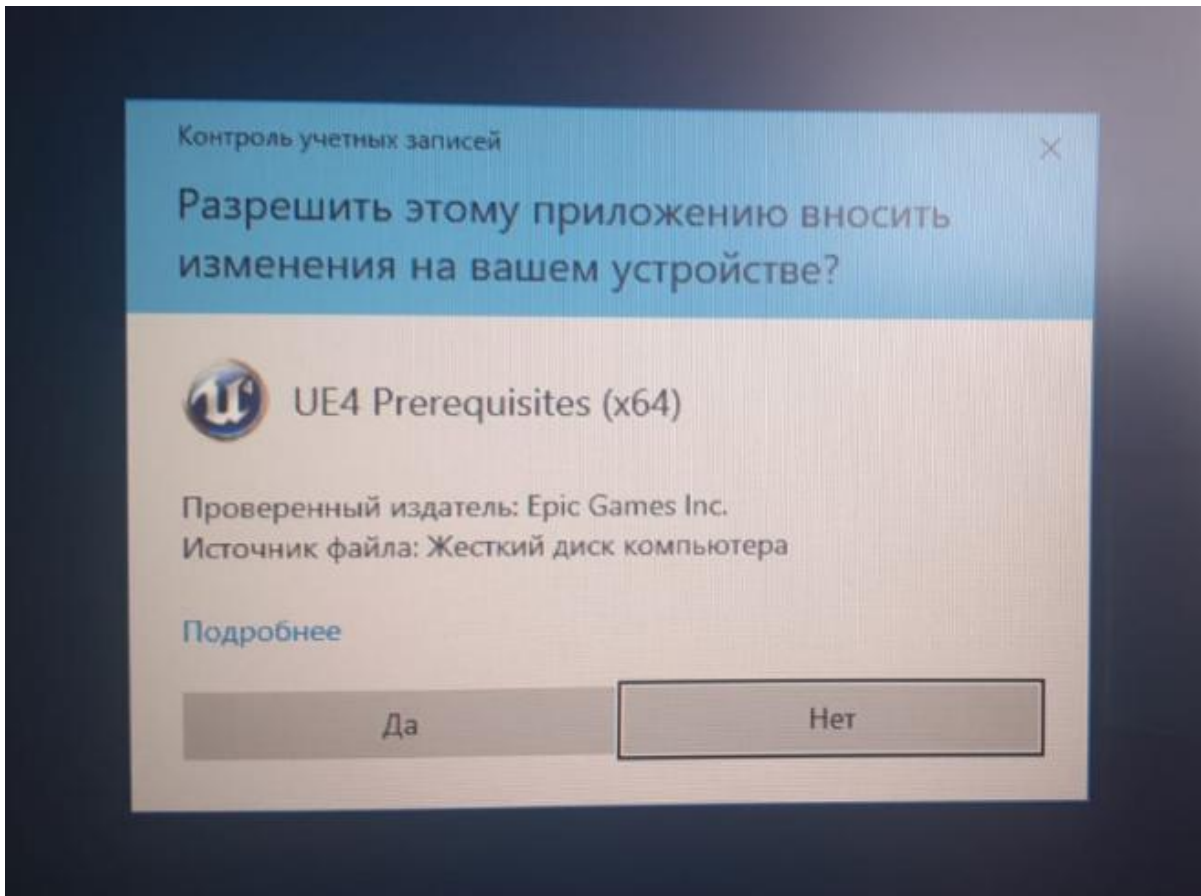 Контроль учетных записей
Разрешить этому приложению вносить
изменения на вашем устройстве?
UE4 Prerequisites (x64)
Проверенный издатель: Epic Games Inc.
Источник файла: Жесткий диск компьютера
Подробнее
Да
Нет